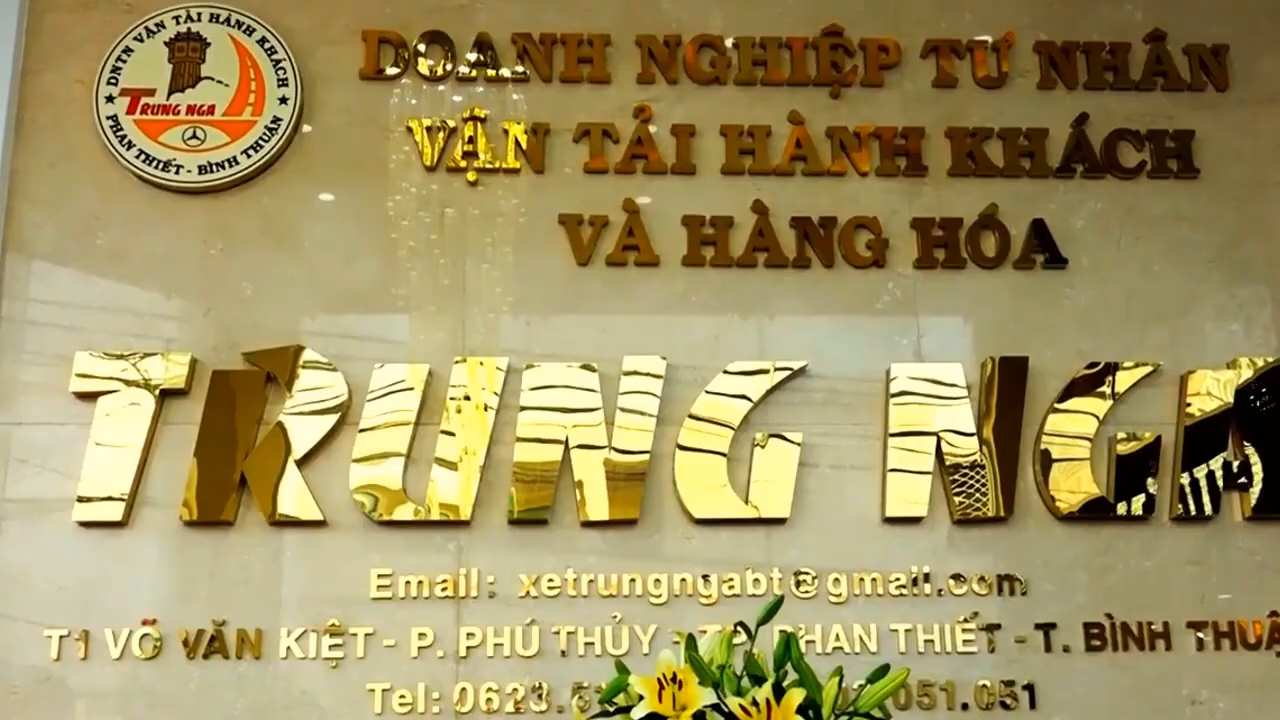 DNTN VẬN TẢI HÀNH KHÁCH
TRUNG NGA
PHAN THIẾT - BÌNH THUẬN
DOANH NGHIỆP TƯ NHÂN
VẬN TẢI HÀNH KHÁCH
VÀ HÀNG HÓA
TRUNG NGA
Email: xetrungngabt@gmail.com
T1 VÕ VĂN KIỆT - P. PHÚ THỦY - TP. PHAN THIẾT - T. BÌNH
Tel: 0623. 051.051